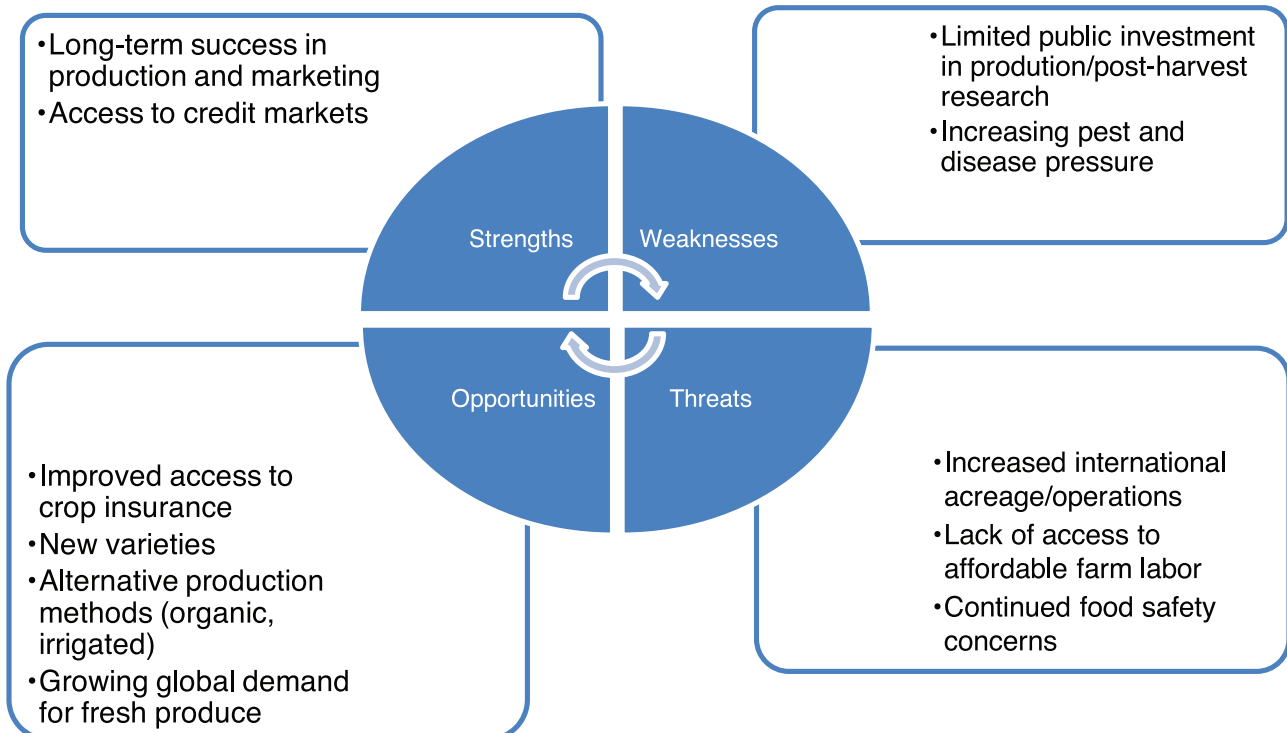 •Long-term success in
production and marketing
•Access to credit markets
•Limited public investment
in prodution/post-harvest
research
•Increasing pest and
disease pressure
Strengths
Weaknesses
Opportunities
Threats
•Improved access to
crop insurance
•New varieties
•Alternative production
methods (organic,
irrigated)
•Growing global demand
for fresh produce
•Increased international
acreage/operations
•Lack of access to
affordable farm labor
•Continued food safety
concerns